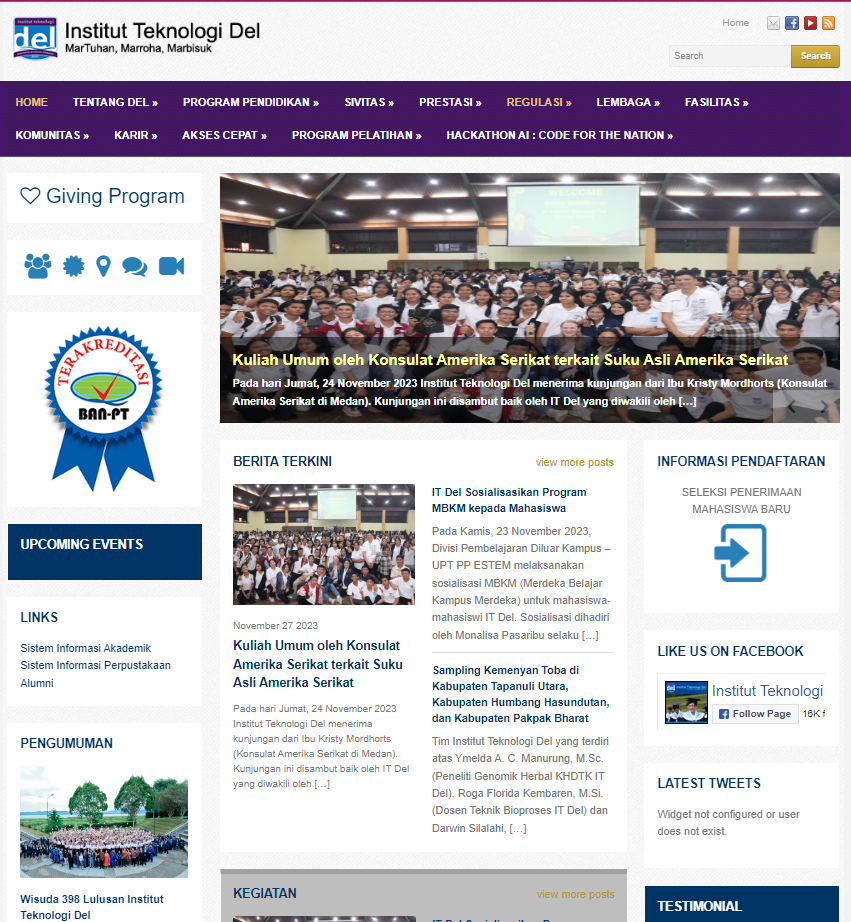 Institut Teknologi Del
MarTuhan, Marroha, Marbisuk
Home
Search
Search
HOME
TENTANG DEL »
PROGRAM PENDIDIKAN »
SIVITAS »
PRESTASI »
REGULASI »
LEMBAGA »
FASILITAS »
KOMUNITAS »
KARIR »
AKSES CEPAT »
PROGRAM PELATIHAN »
HACKATHON AI : CODE FOR THE NATION »
Giving Program
TERAKREDITASI
BAN-PT
UPCOMING EVENTS
LINKS
Sistem Informasi Akademik
Sistem Informasi Perpustakaan
Alumni
PENGUMUMAN
Wisuda 398 Lulusan Institut
Teknologi Del
WELCOME
Kuliah Umum oleh Konsulat Amerika Serikat terkait Suku Asli Amerika Serikat
Pada hari Jumat, 24 November 2023 Institut Teknologi Del menerima kunjungan dari Ibu Kristy Mordhorts (Konsulat
Amerika Serikat di Medan). Kunjungan ini disambut baik oleh IT Del yang diwakili oleh [...]
BERITA TERKINI
view more posts
November 27 2023
Kuliah Umum oleh Konsulat
Amerika Serikat terkait Suku
Asli Amerika Serikat
Pada hari Jumat, 24 November 2023
Institut Teknologi Del menerima
kunjungan dari Ibu Kristy Mordhorts
(Konsulat Amerika Serikat di Medan).
Kunjungan ini disambut baik oleh IT Del
yang diwakili oleh [...]
IT Del Sosialisasikan Program
MBKM kepada Mahasiswa
Pada Kamis, 23 November 2023,
Divisi Pembelajaran Diluar Kampus –
UPT PP ESTEM melaksanakan
sosialisasi MBKM (Merdeka Belajar
Kampus Merdeka) untuk mahasiswa-
mahasiswi IT Del. Sosialisasi dihadiri
oleh Monalisa Pasaribu selaku [...]
Sampling Kemenyan Toba di
Kabupaten Tapanuli Utara,
Kabupaten Humbang Hasundutan,
dan Kabupaten Pakpak Bharat
Tim Institut Teknologi Del yang terdiri
atas Ymelda A. C. Manurung, M.Sc.
(Peneliti Genomik Herbal KHDTK IT
Del), Roga Florida Kembaren, M.Si.
(Dosen Teknik Bioproses IT Del) dan
Darwin Silalahi, [...]
KEGIATAN
view more posts
INFORMASI PENDAFTARAN
SELEKSI PENERIMAAN
MAHASISWA BARU
LIKE US ON FACEBOOK
Institut Teknologi
Follow Page
16K f
LATEST TWEETS
Widget not configured or user
does not exist.
TESTIMONIAL